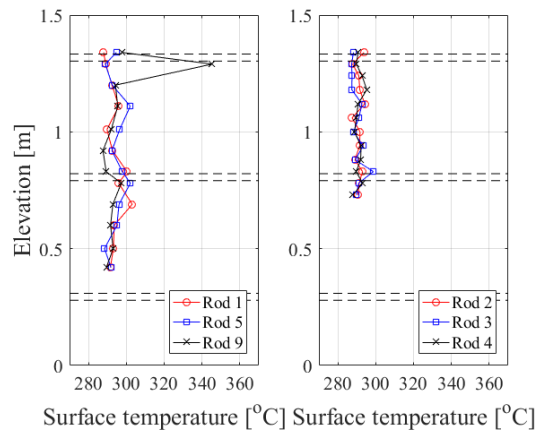 1.5
1
0.5
0
Elevation [m]
280 300 320 340 360
Surface temperature [°C]
Rod 1
Rod 5
Rod 9
1.5
1
0.5
0
280 300 320 340 360
Surface temperature [°C]
Rod 2
Rod 3
Rod 4